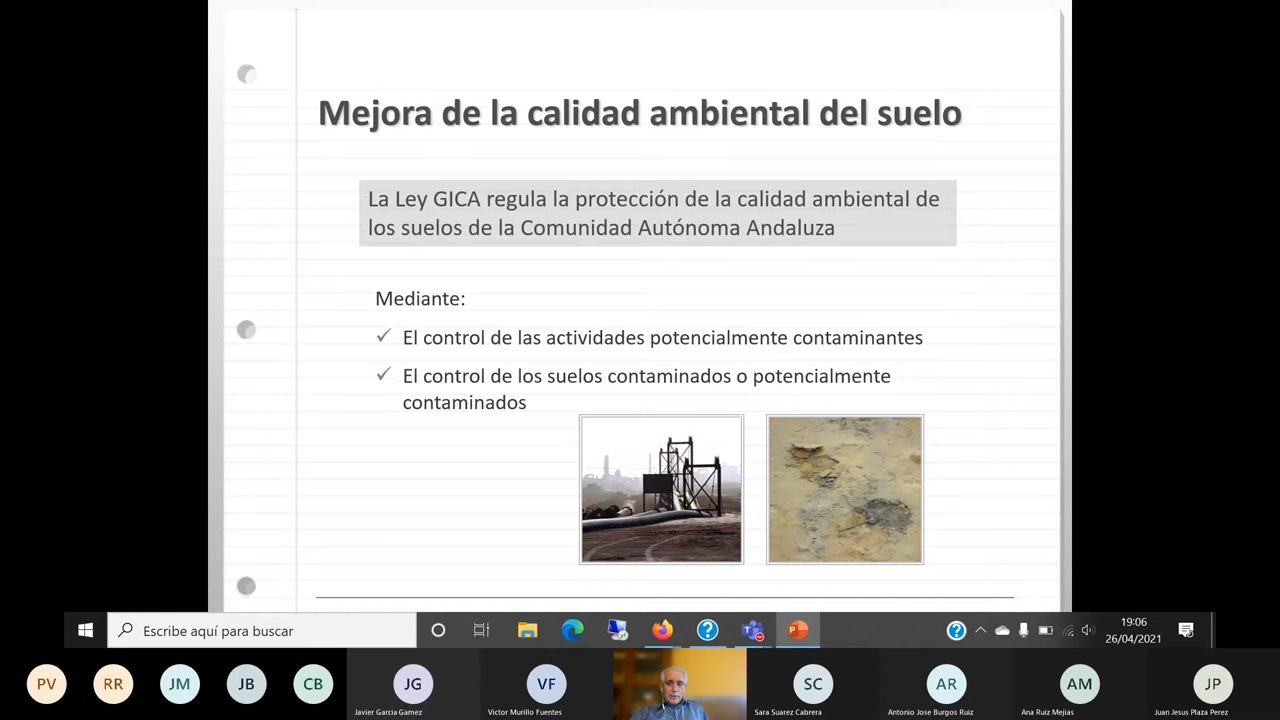 Mejora de la calidad ambiental del suelo
La Ley GICA regula la protección de la calidad ambiental de
los suelos de la Comunidad Autónoma Andaluza
Mediante:
El control de las actividades potencialmente contaminantes
El control de los suelos contaminados o potencialmente
contaminados
Escribe aquí para buscar
19:06
26/04/2021
PV
RR
JM
JB
CB
JG
VF
SC
AR
AM
JP
Javier Garcia Gamez
Victor Murillo Fuentes
Sara Suarez Cabrera
Antonio Jose Burgos Ruiz
Ana Ruiz Mejias
Juan Jesus Plaza Perez